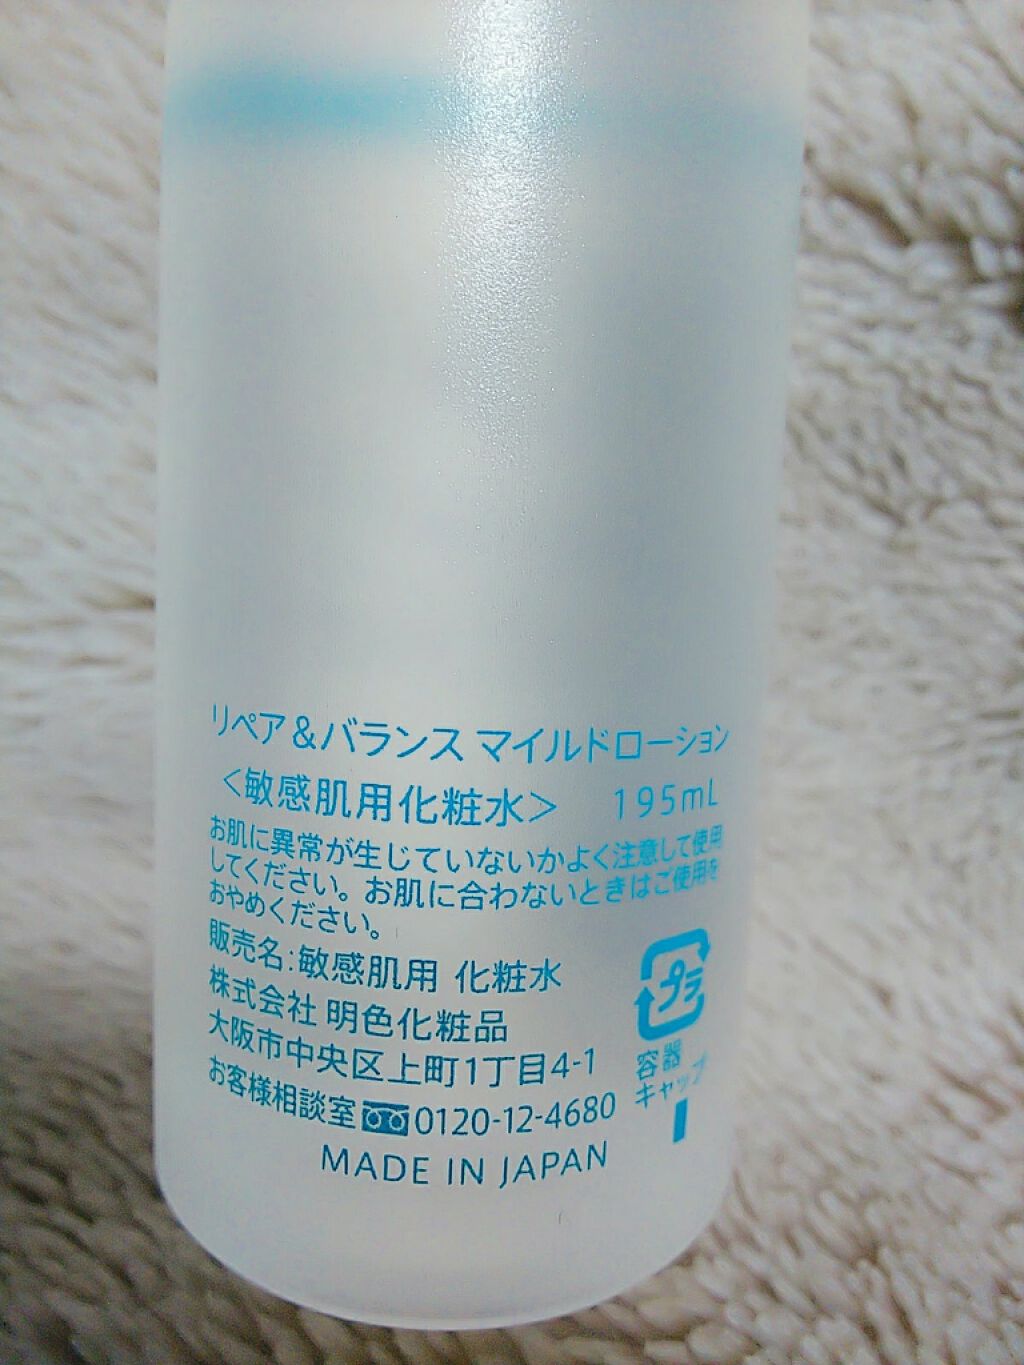 リペア＆バランス マイルドローション
＜敏感肌用化粧水＞ 195mL
お肌に異常が生じていないかよく注意して使用
してください。お肌に合わないときはご使用を
おやめください。
販売名:敏感肌用 化粧水
株式会社 明色化粧品
大阪市中央区上町1丁目4-1
お客様相談室 0120-12-4680
MADE IN JAPAN
プラ
容器
キャップ